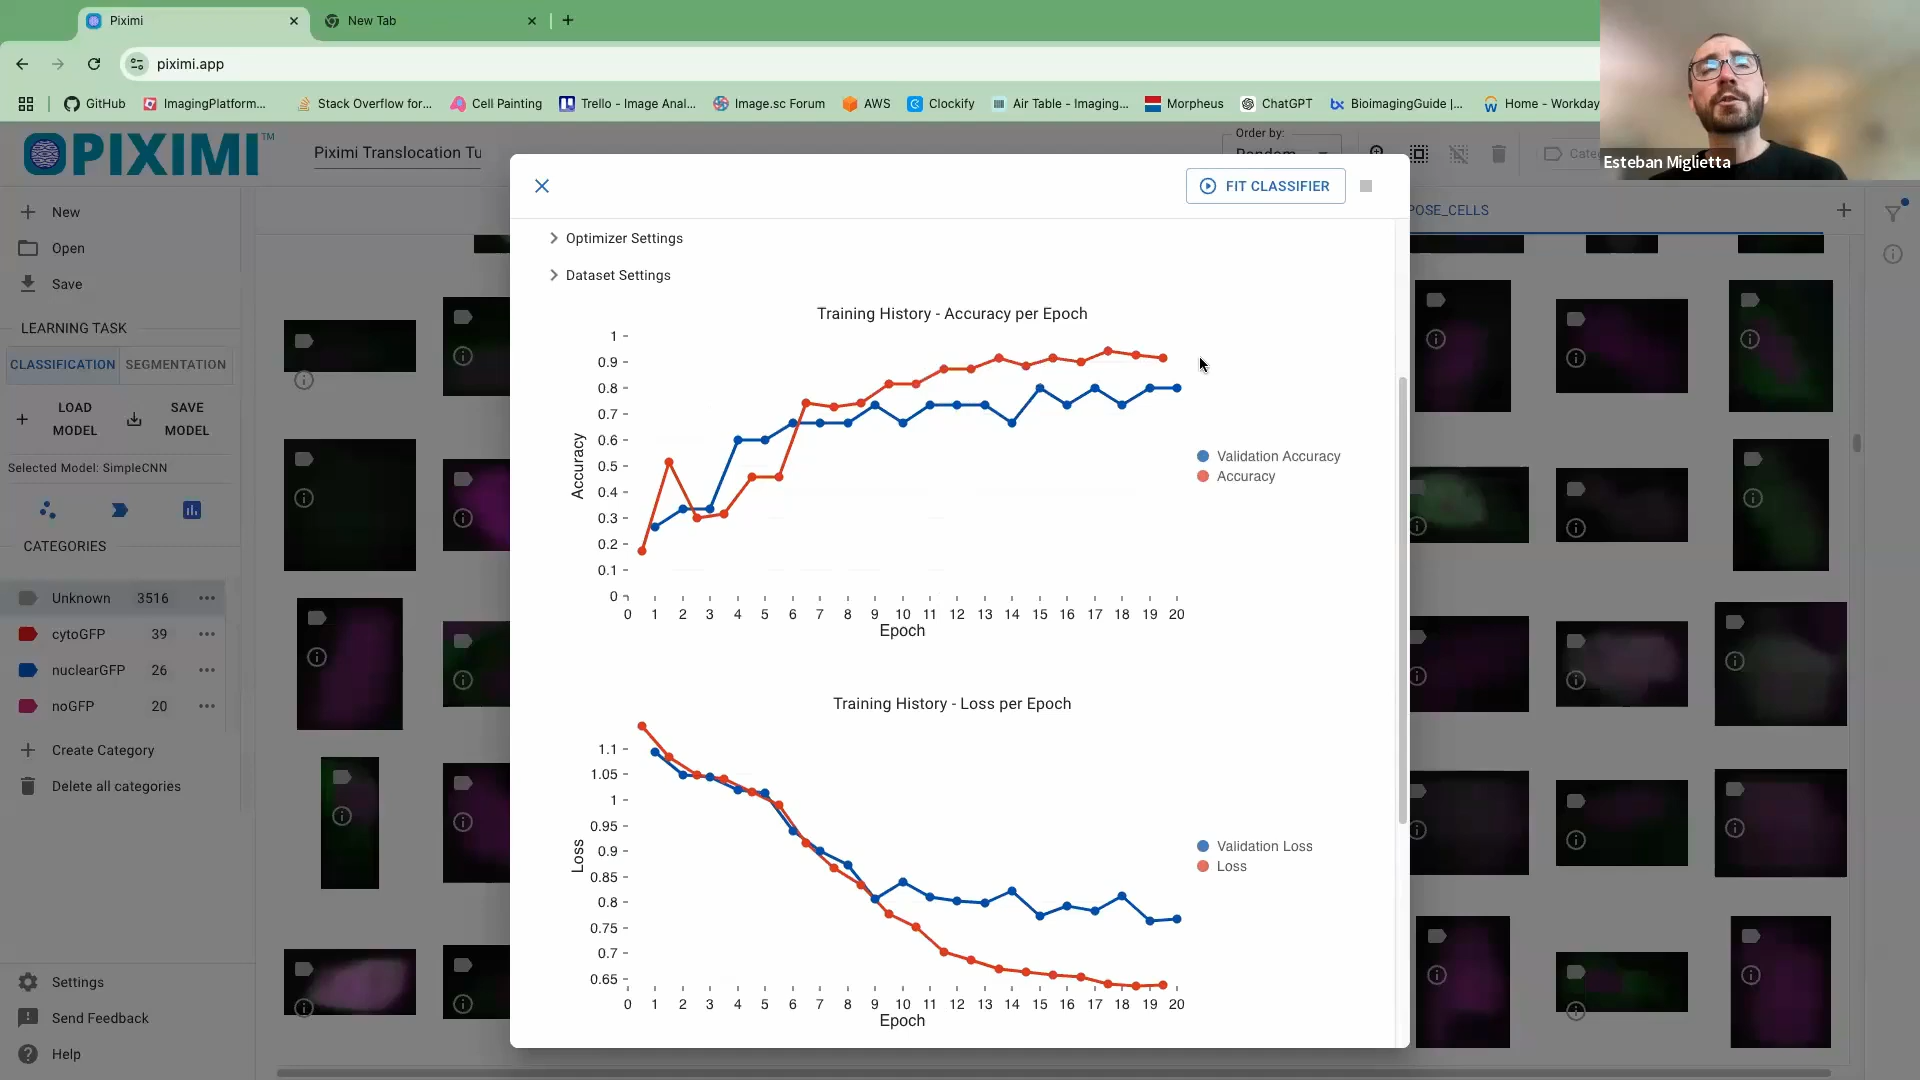 Piximi
New Tab
piximi.app
GitHub
ImagingPlatform...
Stack Overflow for...
Cell Painting
Trello - Image Anal...
Image.sc Forum
AWS
Clockify
Air Table - Imaging...
Morpheus
ChatGPT
BioimagingGuide |...
Home - Workday
Esteban Miglietta
PIXIMI™
Piximi Translocation Tu
Order by:
Random
Cate
FIT CLASSIFIER
POSE_CELLS
New
Open
Save
LEARNING TASK
CLASSIFICATION
SEGMENTATION
LOAD MODEL
SAVE MODEL
Selected Model: SimpleCNN
CATEGORIES
Unknown 3516
cytoGFP 39
nuclearGFP 26
noGFP 20
Create Category
Delete all categories
Settings
Send Feedback
Help
Optimizer Settings
Dataset Settings
Training History - Accuracy per Epoch
1
0.9
0.8
0.7
0.6
0.5
0.4
0.3
0.2
0.1
0
Accuracy
0 1 2 3 4 5 6 7 8 9 10 11 12 13 14 15 16 17 18 19 20
Epoch
Validation Accuracy
Accuracy
Training History - Loss per Epoch
1.1
1.05
1
0.95
0.9
0.85
0.8
0.75
0.7
0.65
Loss
0 1 2 3 4 5 6 7 8 9 10 11 12 13 14 15 16 17 18 19 20
Epoch
Validation Loss
Loss